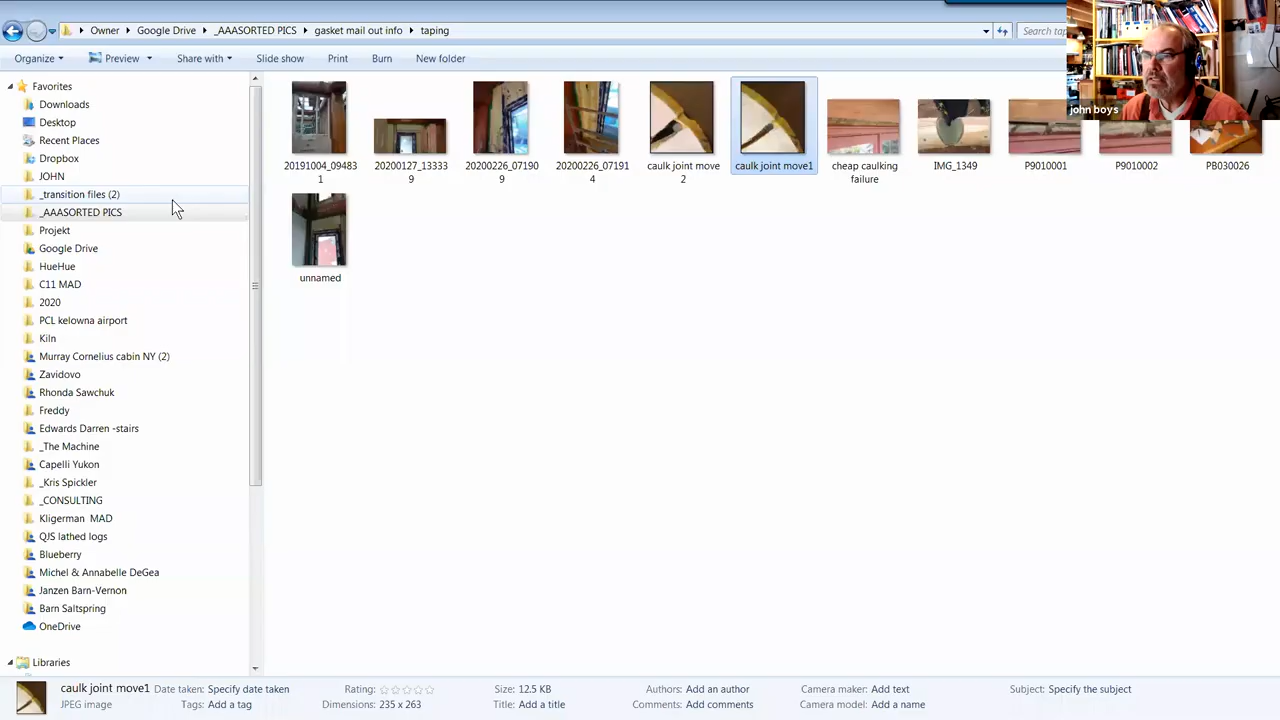 Owner Google Drive _AAASORTED PICS gasket mail out info tapng
Organize Preview Share with Slide show Print Burn New folder
john boys
Favorites
Downloads
Desktop
Recent Places
Dropbox
JOHN
_transition files (2)
_AAASORTED PICS
Projekt
Google Drive
HueHue
C11 MAD
2020
PCL kelowna airport
Kiln
Murray Cornelius cabin NY (2)
Zavidovo
Rhonda Sawchuk
Freddy
Edwards Darren -stairs
_The Machine
Capelli Yukon
_Kris Spickler
_CONSULTING
Kligerman MAD
QJS lathed logs
Blueberry
Michel & Annabelle DeGea
Janzen Barn-Vernon
Barn Saltspring
OneDrive
Libraries
20191004_09483
1
20200127_13333
9
20200226_07190
9
20200226_07191
4
caulk joint move
2
caulk joint move1
cheap caulking
failure
IMG_1349
P9010001
P9010002
PB030026
unnamed
caulk joint move1 Date taken: Specify date taken Rating: Size: 12.5 KB Authors: Add an author Camera maker: Add text Subject: Specify the subject
JPEG image Tags: Add a tag Dimensions: 235 x 263 Title: Add a title Comments: Add comments Camera model: Add a name